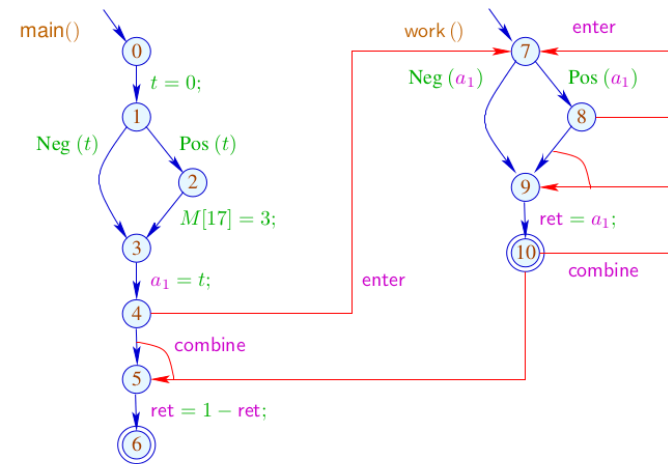 main()
0
t = 0;
1
Neg (t)
Pos (t)
2
M[17] = 3;
3
a₁ = t;
4
enter
combine
5
ret = 1 − ret;
6
work ()
7
enter
Neg (a₁)
Pos (a₁)
8
9
ret = a₁;
10
combine